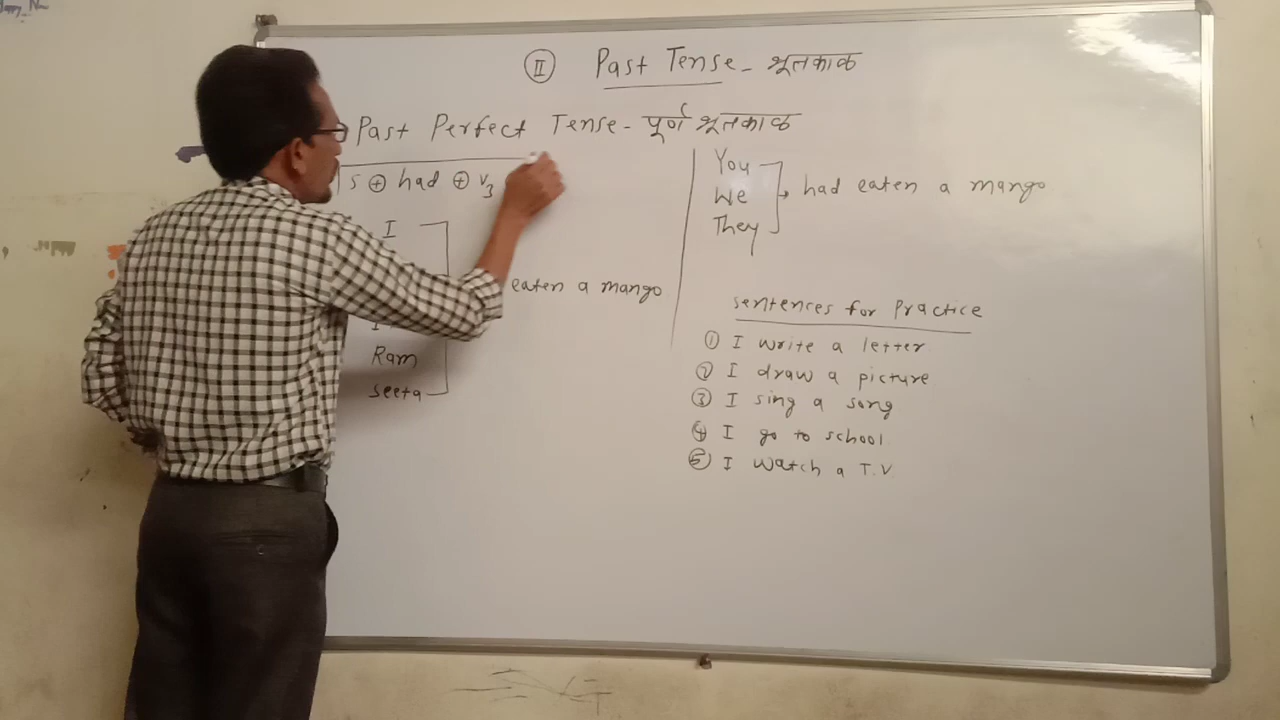 II Past Tense - भूतकाळ
Past Perfect Tense - पूर्ण भूतकाळ
S + had + V3
I
eaten a mango
Ram
Seeta
You
We
They
had eaten a mango
Sentences for Practice
① I write a letter
② I draw a picture
③ I sing a song
④ I go to school
⑤ I watch a T.V